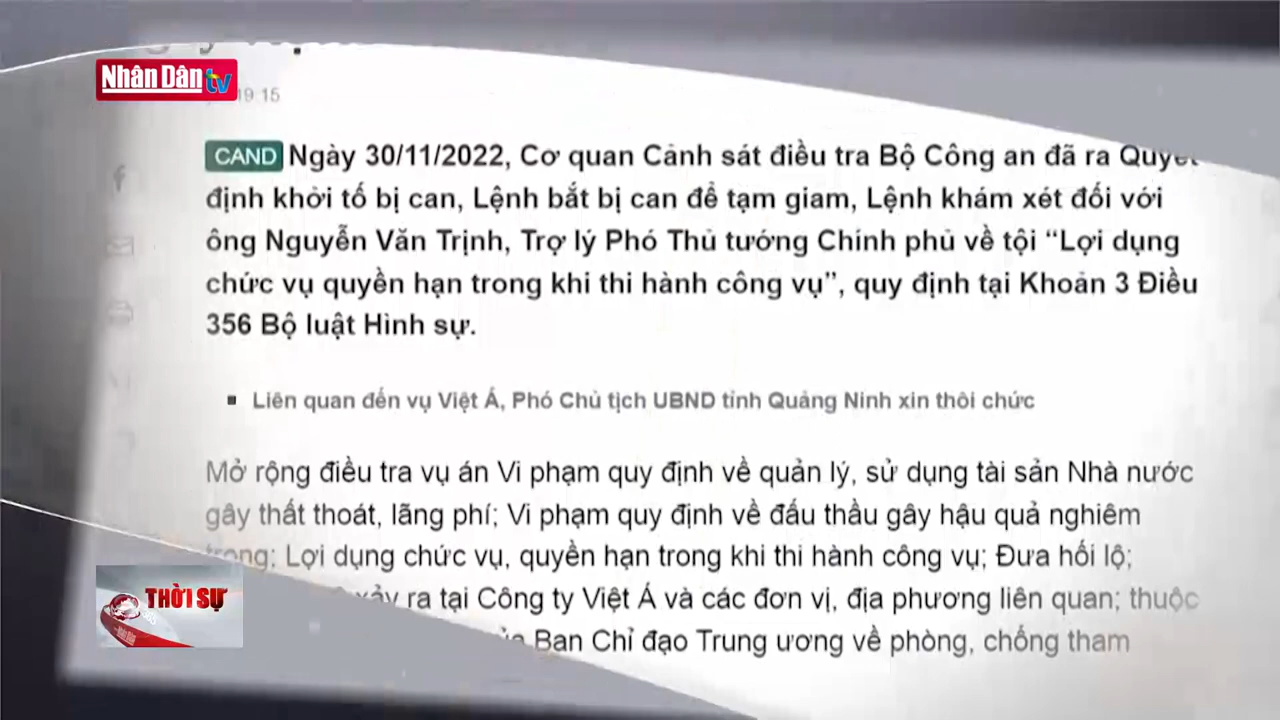 Nhân Dân tv
19:15
CAND Ngày 30/11/2022, Cơ quan Cảnh sát điều tra Bộ Công an đã ra Quyết
định khởi tố bị can, Lệnh bắt bị can để tạm giam, Lệnh khám xét đối với
ông Nguyễn Văn Trịnh, Trợ lý Phó Thủ tướng Chính phủ về tội “Lợi dụng
chức vụ quyền hạn trong khi thi hành công vụ”, quy định tại Khoản 3 Điều
356 Bộ luật Hình sự.
Liên quan đến vụ Việt Á, Phó Chủ tịch UBND tỉnh Quảng Ninh xin thôi chức
Mở rộng điều tra vụ án Vi phạm quy định về quản lý, sử dụng tài sản Nhà nước
gây thất thoát, lãng phí; Vi phạm quy định về đấu thầu gây hậu quả nghiêm
trọng; Lợi dụng chức vụ, quyền hạn trong khi thi hành công vụ; Đưa hối lộ;
xảy ra tại Công ty Việt Á và các đơn vị, địa phương liên quan; thuộc
Ban Chỉ đạo Trung ương về phòng, chống tham
THỜI SỰ